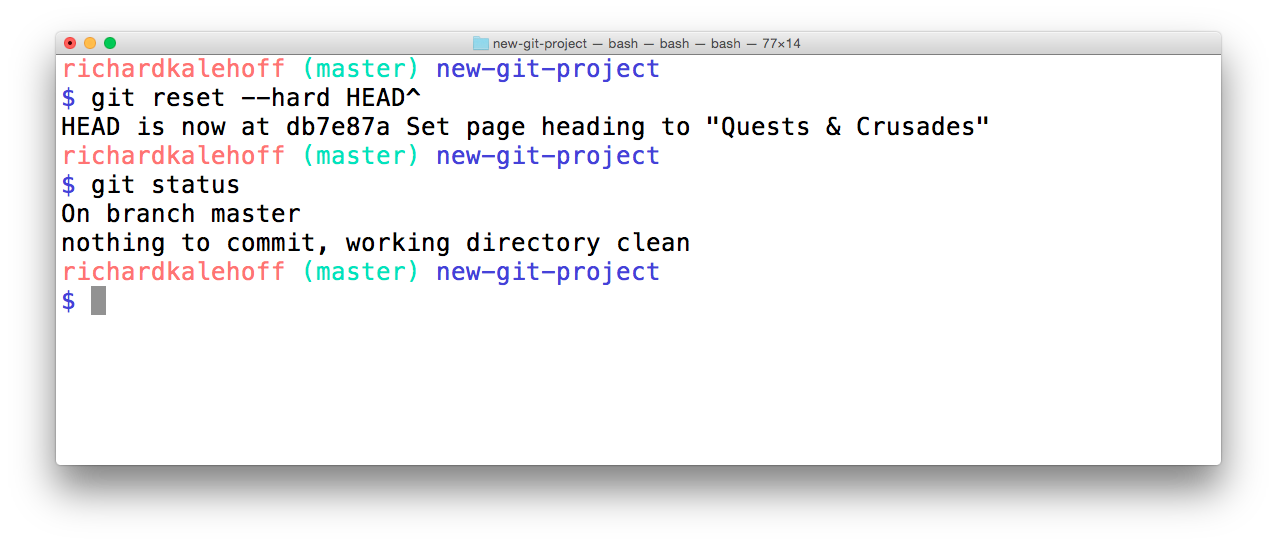 new-git-project — bash — bash — bash — 77×14
richardkalehoff (master) new-git-project
$ git reset --hard HEAD^
HEAD is now at db7e87a Set page heading to "Quests & Crusades"
richardkalehoff (master) new-git-project
$ git status
On branch master
nothing to commit, working directory clean
richardkalehoff (master) new-git-project
$